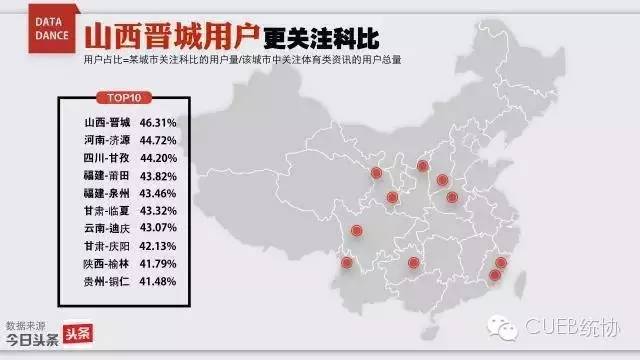 DATA
DANCE
山西晋城用户更关注科比
用户占比=某城市关注科比的用户量/该城市中关注体育类资讯的用户总量
TOP10
山西-晋城 46.31%
河南-济源 44.72%
四川-甘孜 44.20%
福建-莆田 43.82%
福建-泉州 43.46%
甘肃-临夏 43.32%
云南-迪庆 43.07%
甘肃-庆阳 42.13%
陕西-榆林 41.79%
贵州-铜仁 41.48%
数据来源
今日头条 头条
CUEB统协